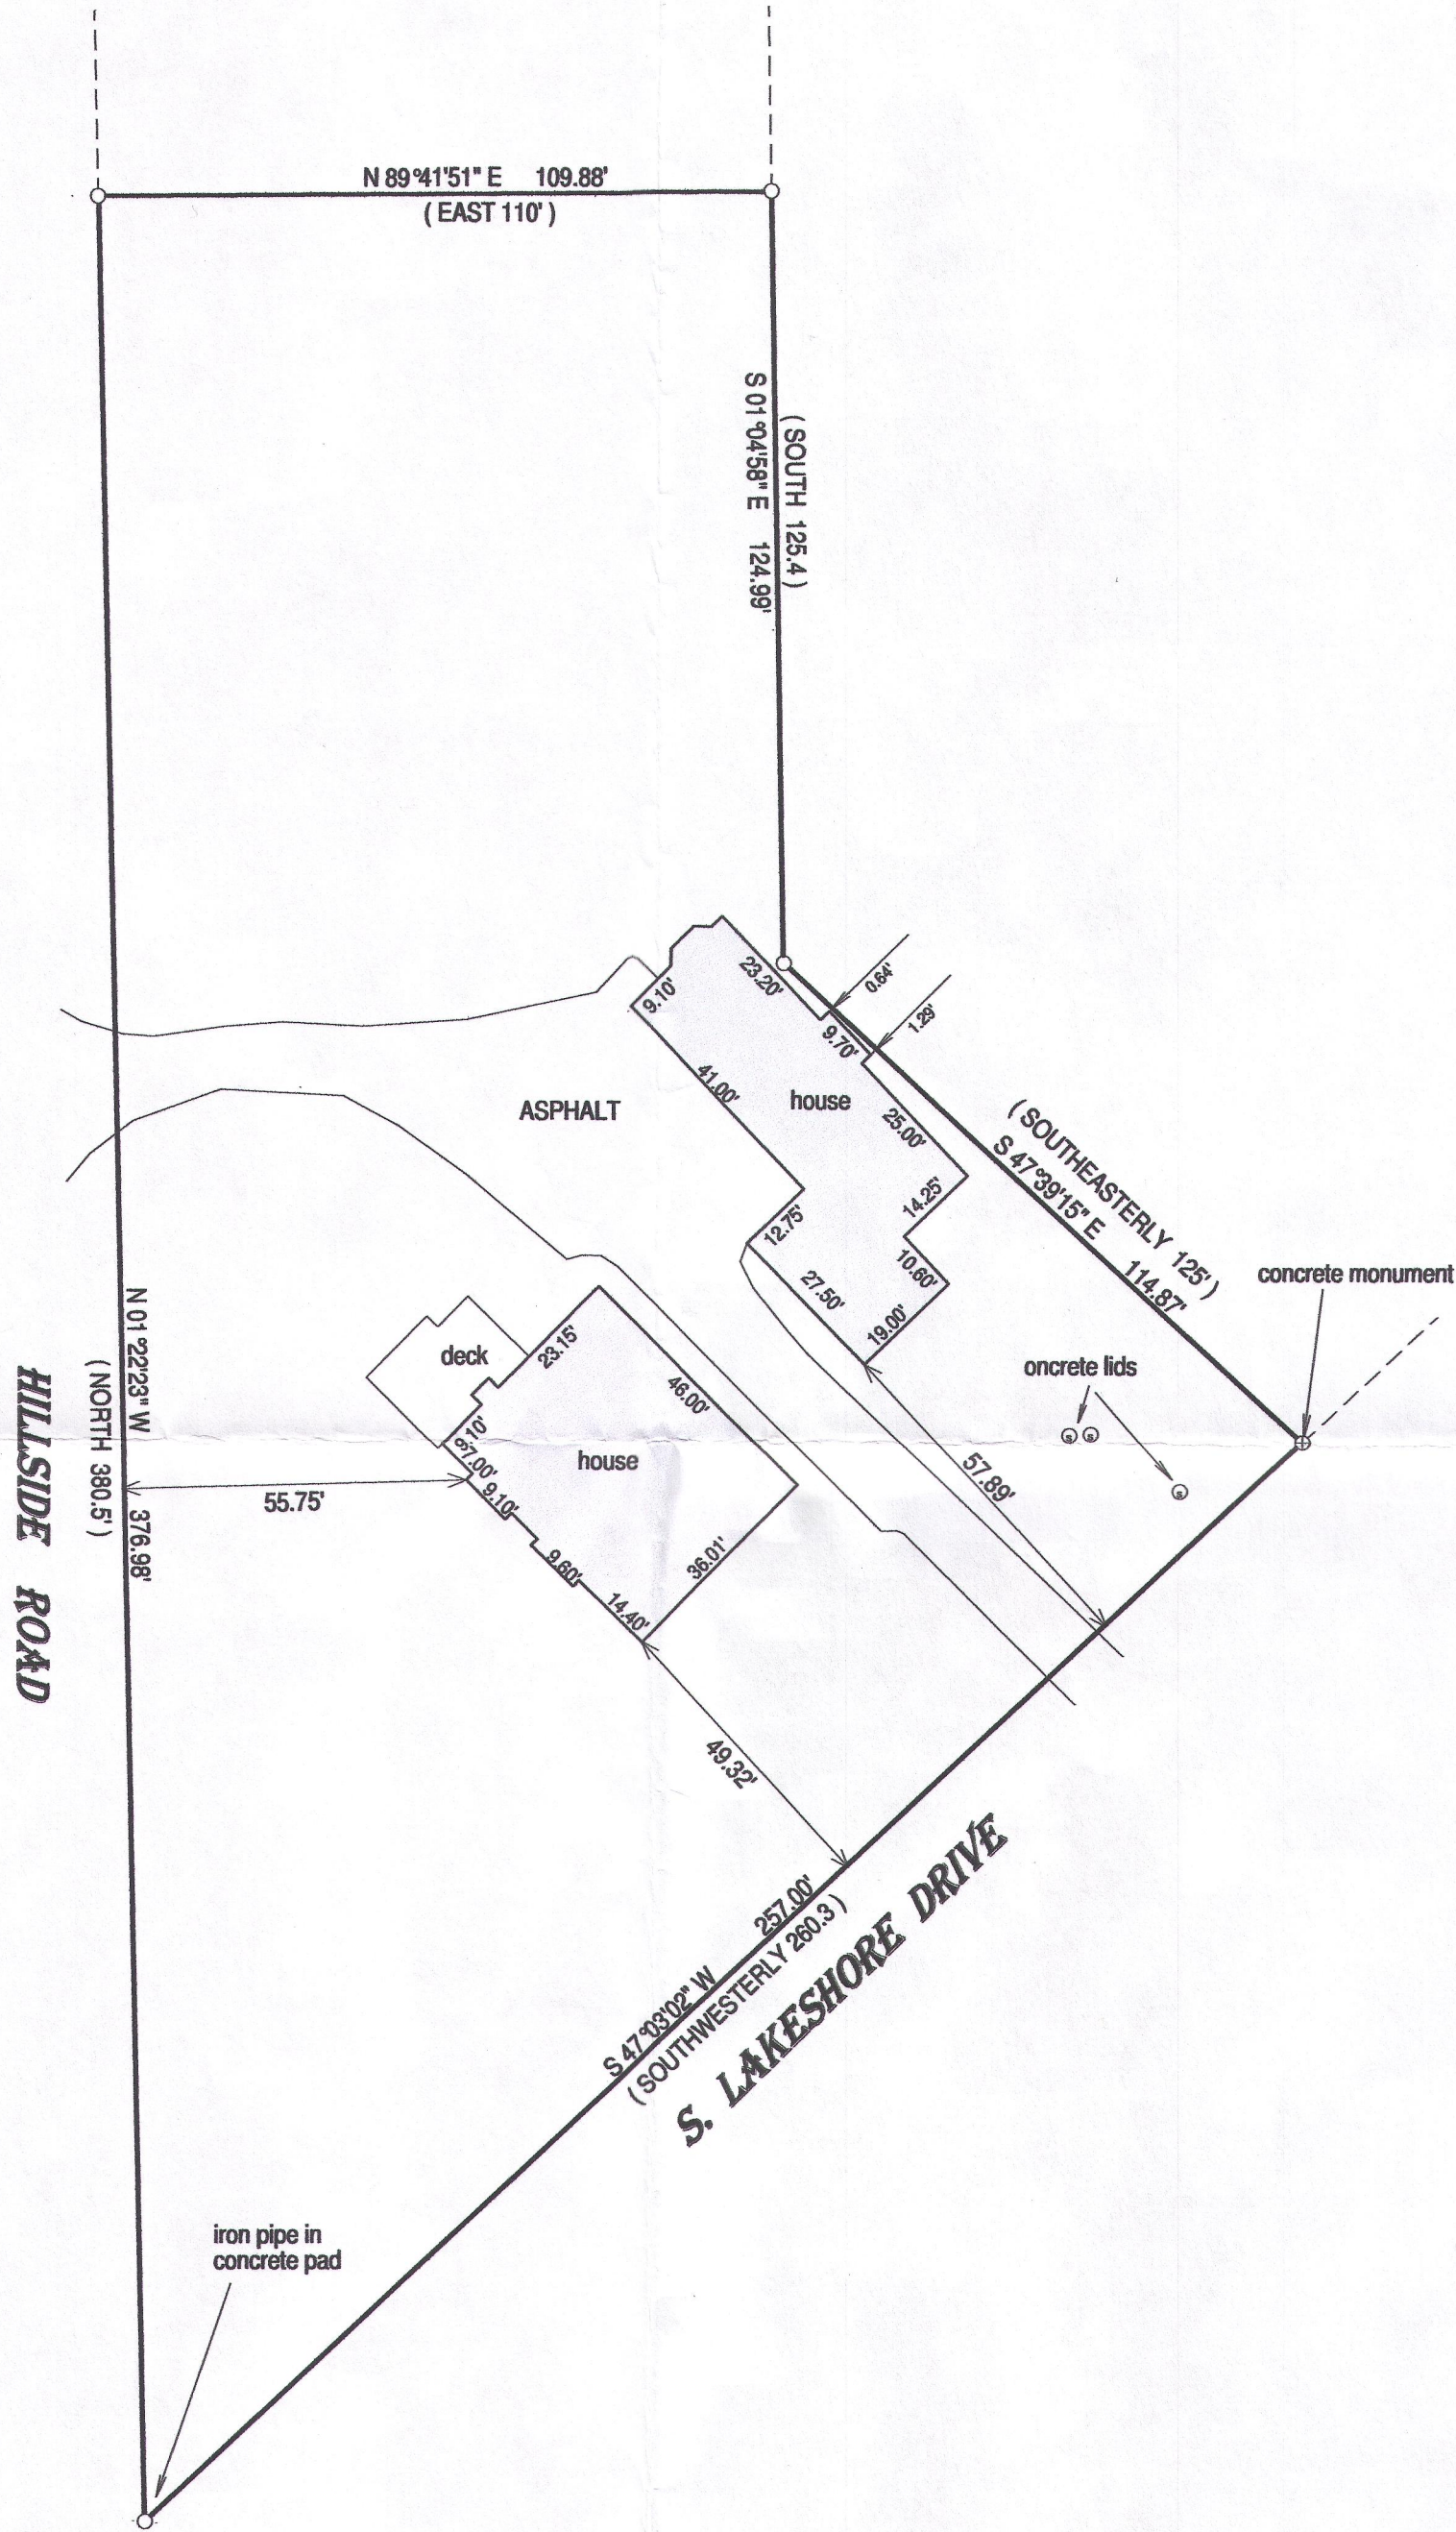 N 89°41'51" E 109.88'
( EAST 110' )
( SOUTH 125.4 )
S 01°04'58" E 124.99'
0.64'
1.29'
23.20'
9.10'
9.70'
41.00'
house
25.00'
ASPHALT
( SOUTHEASTERLY 125')
S 47°39'15" E 114.87'
14.25'
12.75'
10.60'
27.50'
19.00'
concrete monument
oncrete lids
s
s
s
57.89'
deck
23.15'
46.00'
9.10'
7.00'
house
9.10'
55.75'
36.01'
9.60'
14.40'
N 01°22'23" W 376.98'
( NORTH 380.5' )
HILLSIDE ROAD
49.32'
S 47°03'02" W 257.00'
( SOUTHWESTERLY 260.3 )
S. LAKESHORE DRIVE
iron pipe in
concrete pad